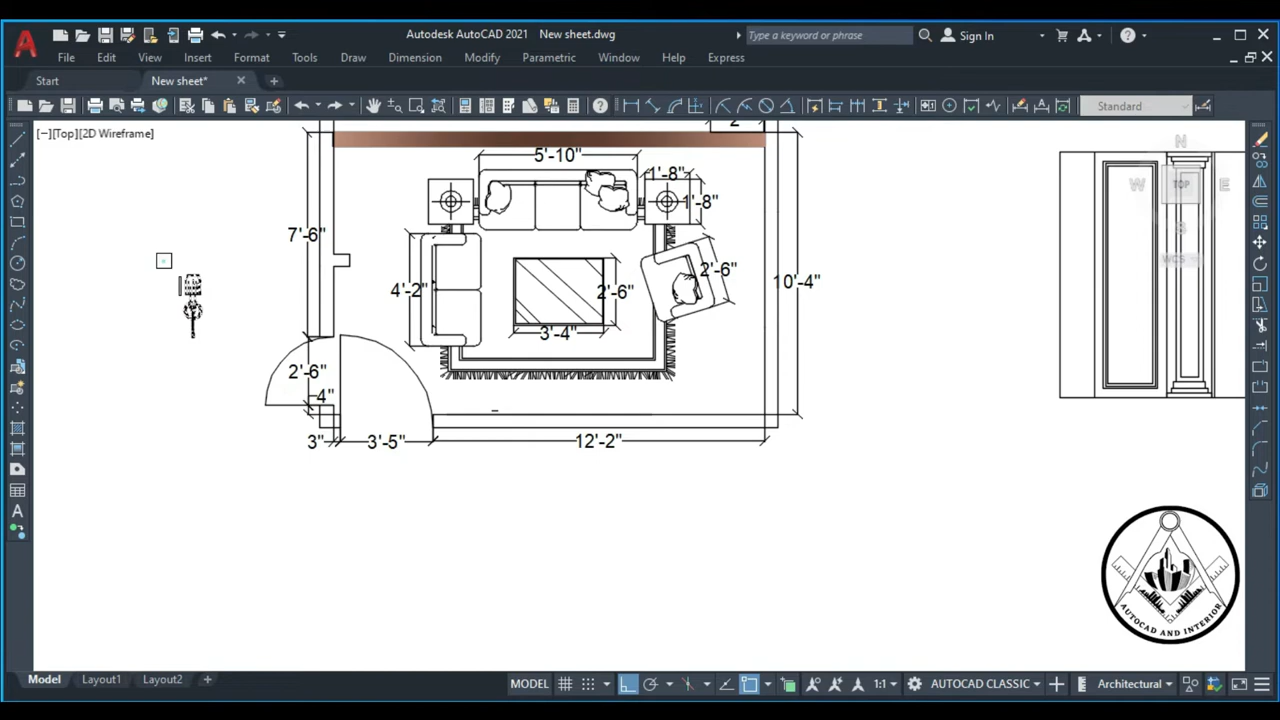 Autodesk AutoCAD 2021 New sheet.dwg
Type a keyword or phrase
Sign In
File Edit View Insert Format Tools Draw Dimension Modify Parametric Window Help Express
Start New sheet*
Standard
[−][Top][2D Wireframe]
N
W TOP E
S
WCS
2'
5'-10"
1'-8"
1'-8"
7'-6"
2'-6"
10'-4"
4'-2"
2'-6"
3'-4"
2'-6"
4"
3" 3'-5" 12'-2"
AUTOCAD AND INTERIOR
Model Layout1 Layout2
MODEL 1:1 AUTOCAD CLASSIC Architectural